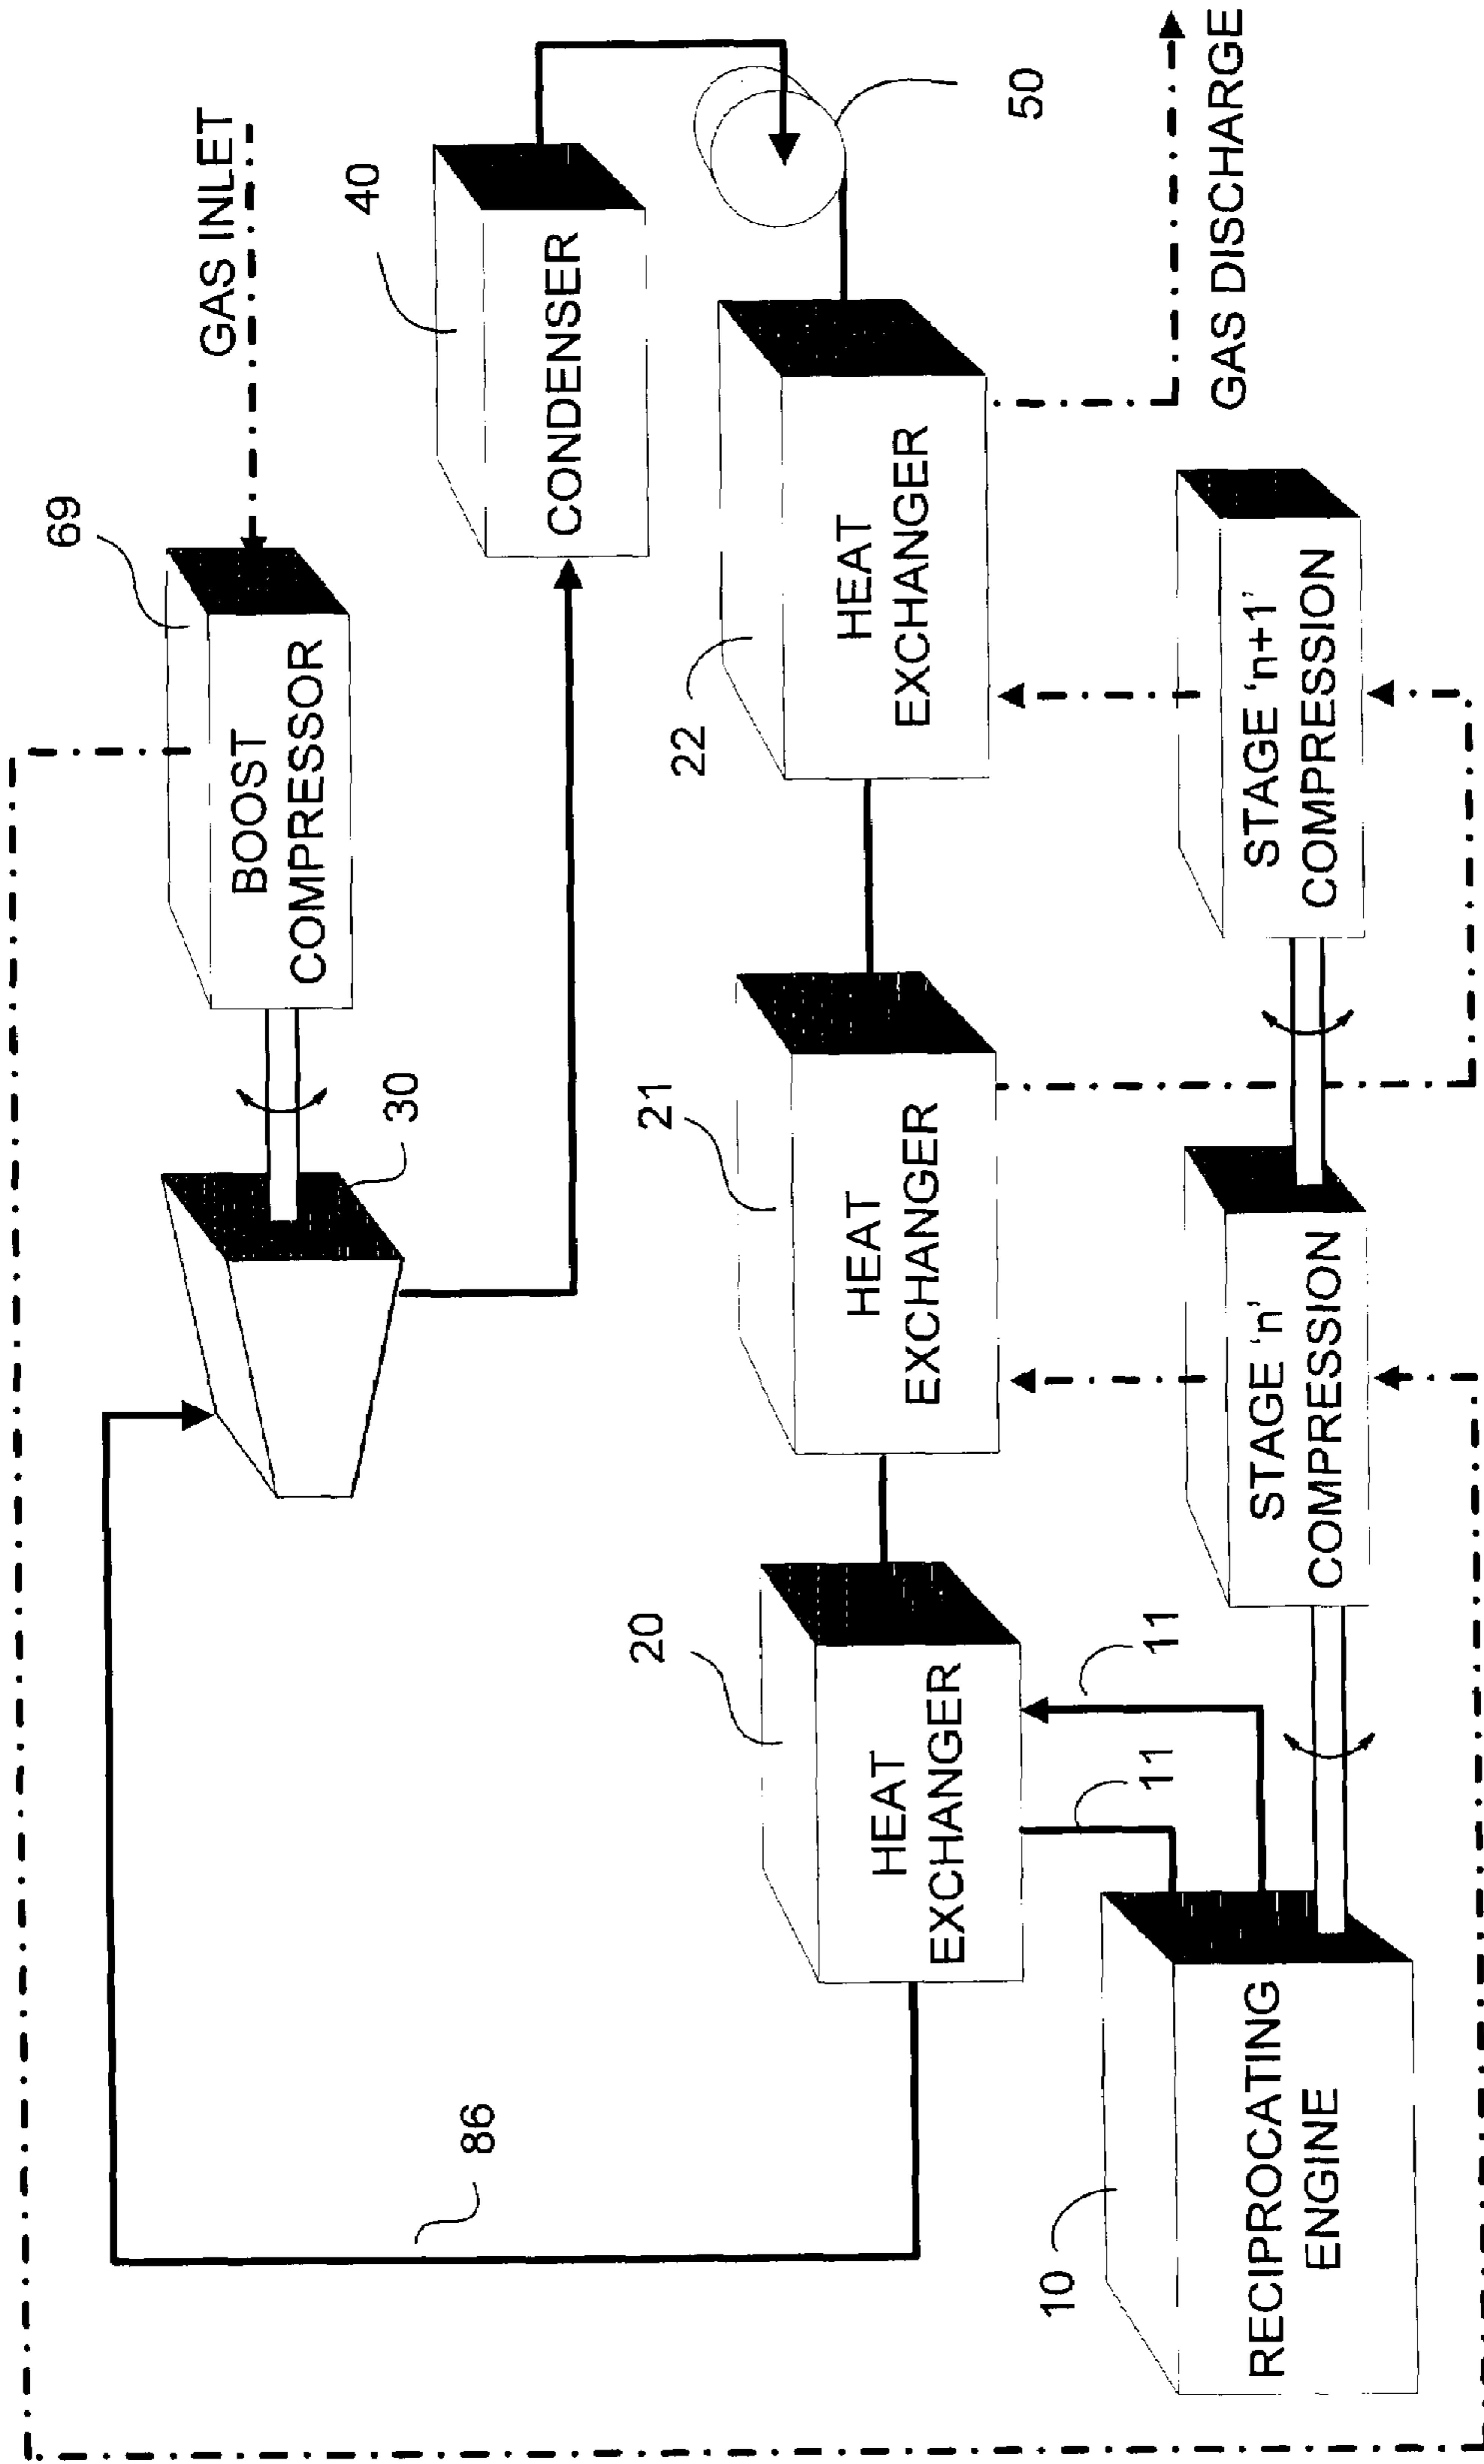 69
GAS INLET
BOOST
COMPRESSOR
40
30
86
CONDENSER
20
21
22
HEAT
EXCHANGER
HEAT
EXCHANGER
HEAT
EXCHANGER
50
10
11
11
GAS DISCHARGE
RECIPROCATING
ENGINE
STAGE 'n'
COMPRESSION
STAGE 'n+1'
COMPRESSION